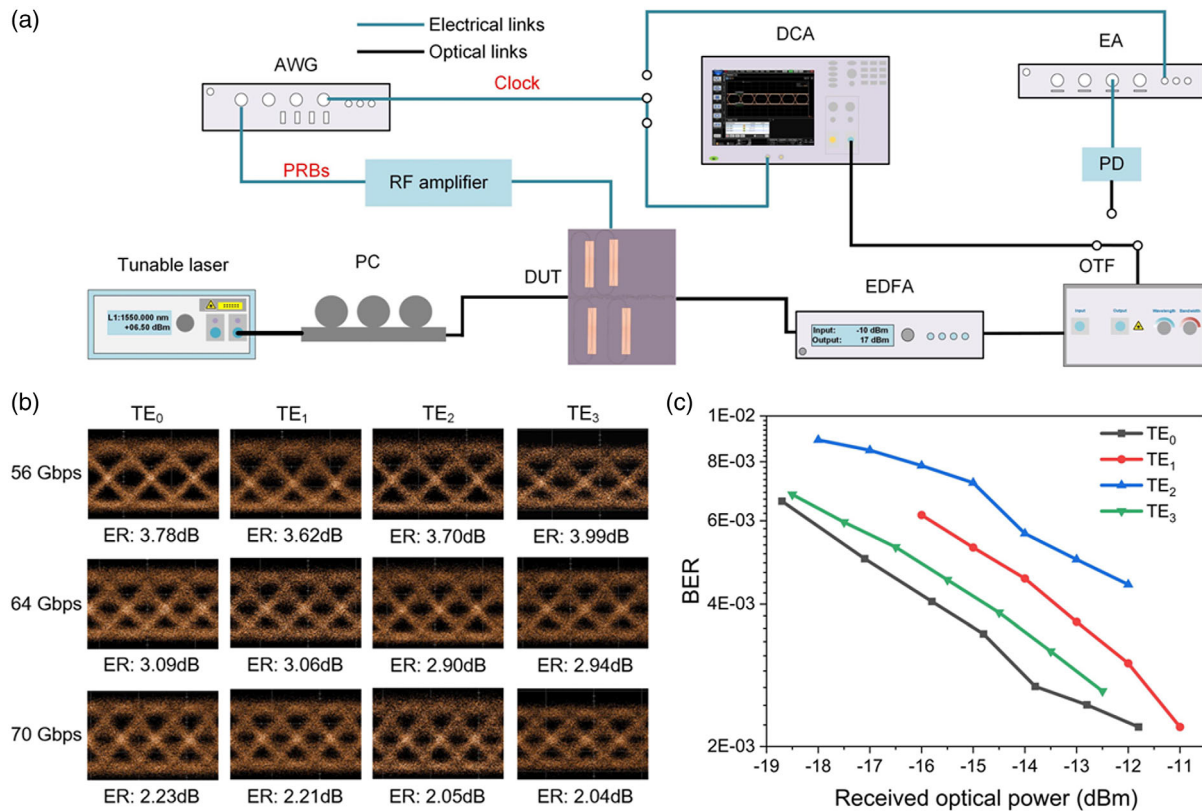 (a)
Electrical links
Optical links
AWG
Clock
DCA
EA
PRBs
RF amplifier
PD
Tunable laser
PC
DUT
EDFA
OTF
L1:1550.000 nm
+06.50 dBm
Input: -10 dBm
Output: 17 dBm
Input
Output
Wavelength
Bandwidth
(b)
TE₀ TE₁ TE₂ TE₃
56 Gbps
ER: 3.78dB ER: 3.62dB ER: 3.70dB ER: 3.99dB
64 Gbps
ER: 3.09dB ER: 3.06dB ER: 2.90dB ER: 2.94dB
70 Gbps
ER: 2.23dB ER: 2.21dB ER: 2.05dB ER: 2.04dB
(c)
1E-02
8E-03
6E-03
4E-03
2E-03
BER
TE₀
TE₁
TE₂
TE₃
-19 -18 -17 -16 -15 -14 -13 -12 -11
Received optical power (dBm)